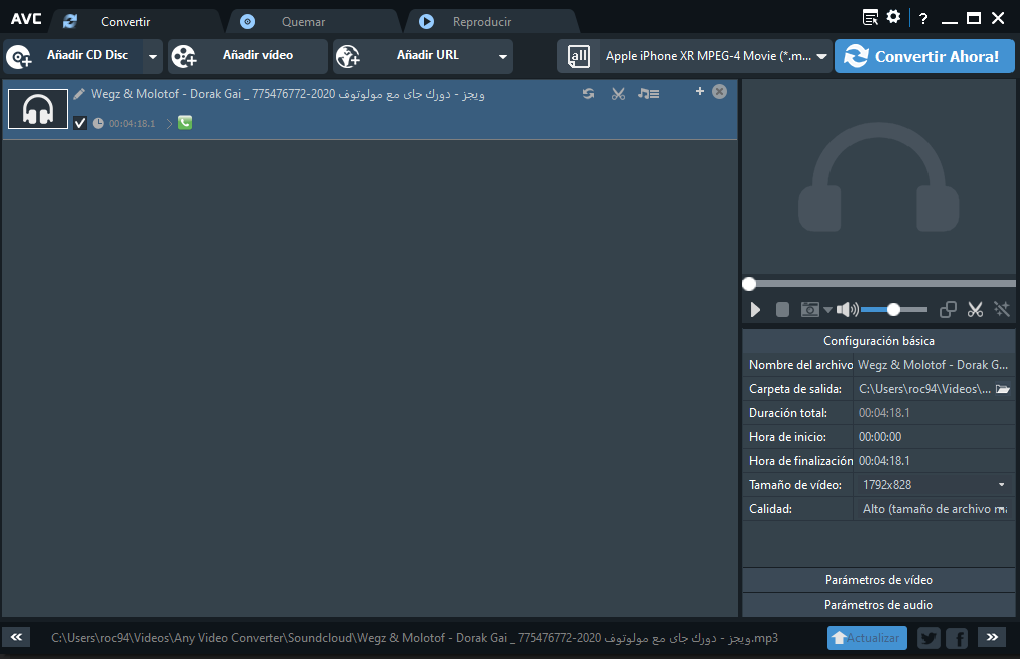 AVC Convertir Quemar Reproducir ?
Añadir CD Disc Añadir vídeo Añadir URL all Apple iPhone XR MPEG-4 Movie (*.m... Convertir Ahora!
Wegz & Molotof - Dorak Gai _ 775476772-2020 ويجز - دورك جاى مع مولوتوف
00:04:18.1
Configuración básica
Nombre del archivo Wegz & Molotof - Dorak G...
Carpeta de salida: C:\Users\roc94\Videos\...
Duración total: 00:04:18.1
Hora de inicio: 00:00:00
Hora de finalización 00:04:18.1
Tamaño de vídeo: 1792x828
Calidad: Alto (tamaño de archivo ma
Parámetros de vídeo
Parámetros de audio
C:\Users\roc94\Videos\Any Video Converter\Soundcloud\Wegz & Molotof - Dorak Gai _ 775476772-2020 ويجز - دورك جاى مع مولوتوف.mp3 Actualizar